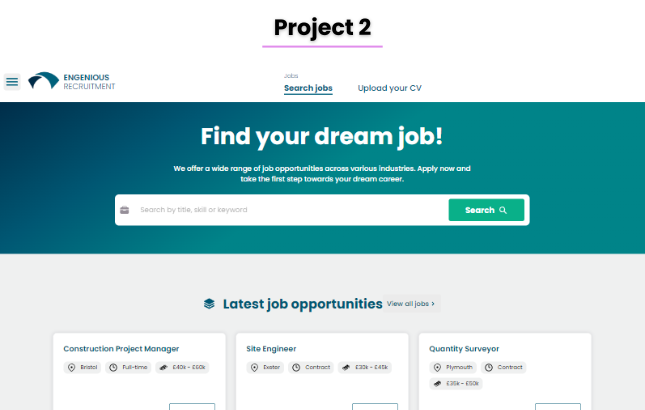 Project 2
ENGENIOUS
RECRUITMENT
Jobs
Search jobs
Upload your CV
Find your dream job!
We offer a wide range of job opportunities across various industries. Apply now and
take the first step towards your dream career.
Search by title, skill or keyword
Search
Latest job opportunities
View all jobs >
Construction Project Manager
Bristol
Full-time
£40k - £60k
Site Engineer
Exeter
Contract
£30k - £45k
Quantity Surveyor
Plymouth
Contract
£35k - £50k